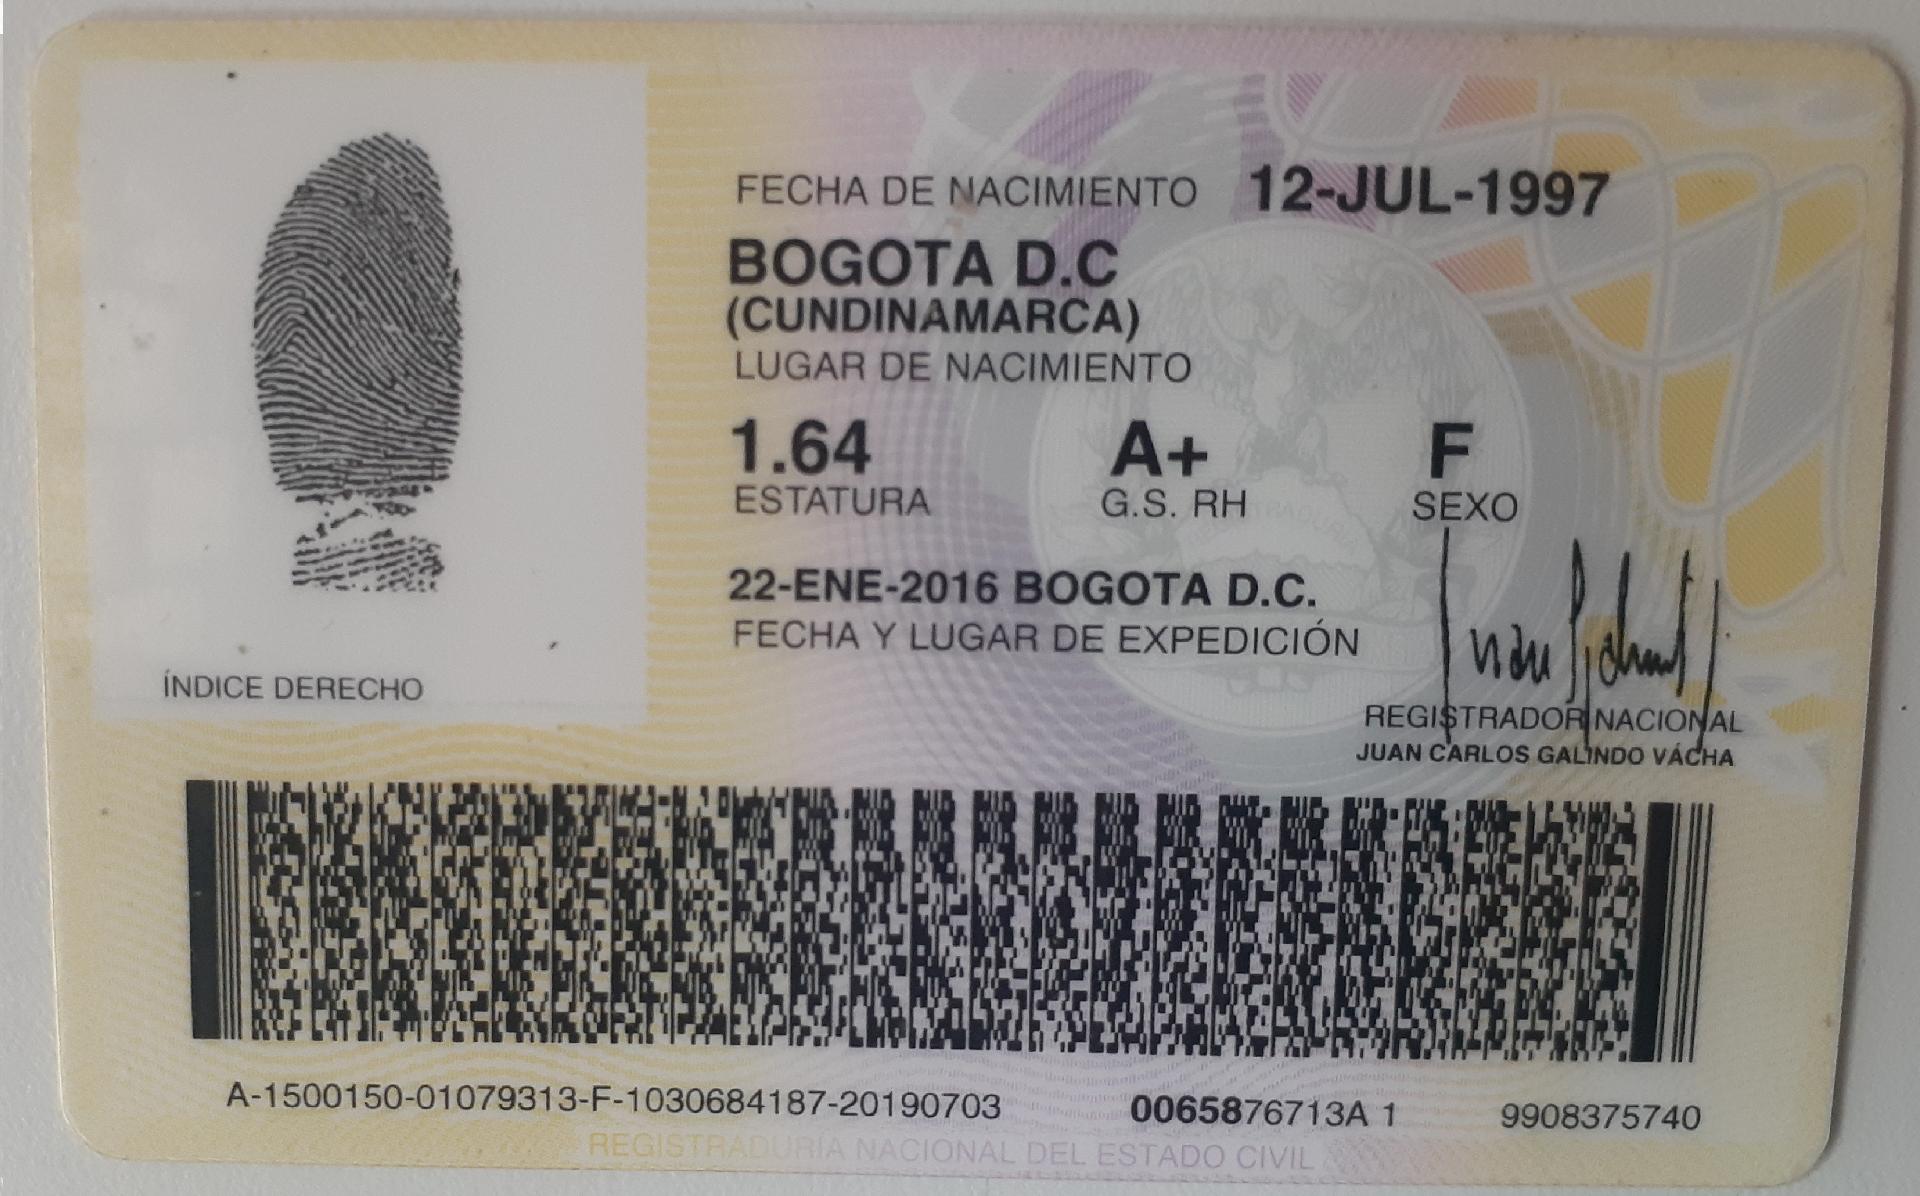 FECHA DE NACIMIENTO 12-JUL-1997
BOGOTA D.C
(CUNDINAMARCA)
LUGAR DE NACIMIENTO
1.64 A+ F
ESTATURA G.S. RH SEXO
22-ENE-2016 BOGOTA D.C.
FECHA Y LUGAR DE EXPEDICIÓN
ÍNDICE DERECHO
REGISTRADOR NACIONAL
JUAN CARLOS GALINDO VÁCHA
A-1500150-01079313-F-1030684187-20190703 0065876713A 1 9908375740
REGISTRADURÍA NACIONAL DEL ESTADO CIVIL